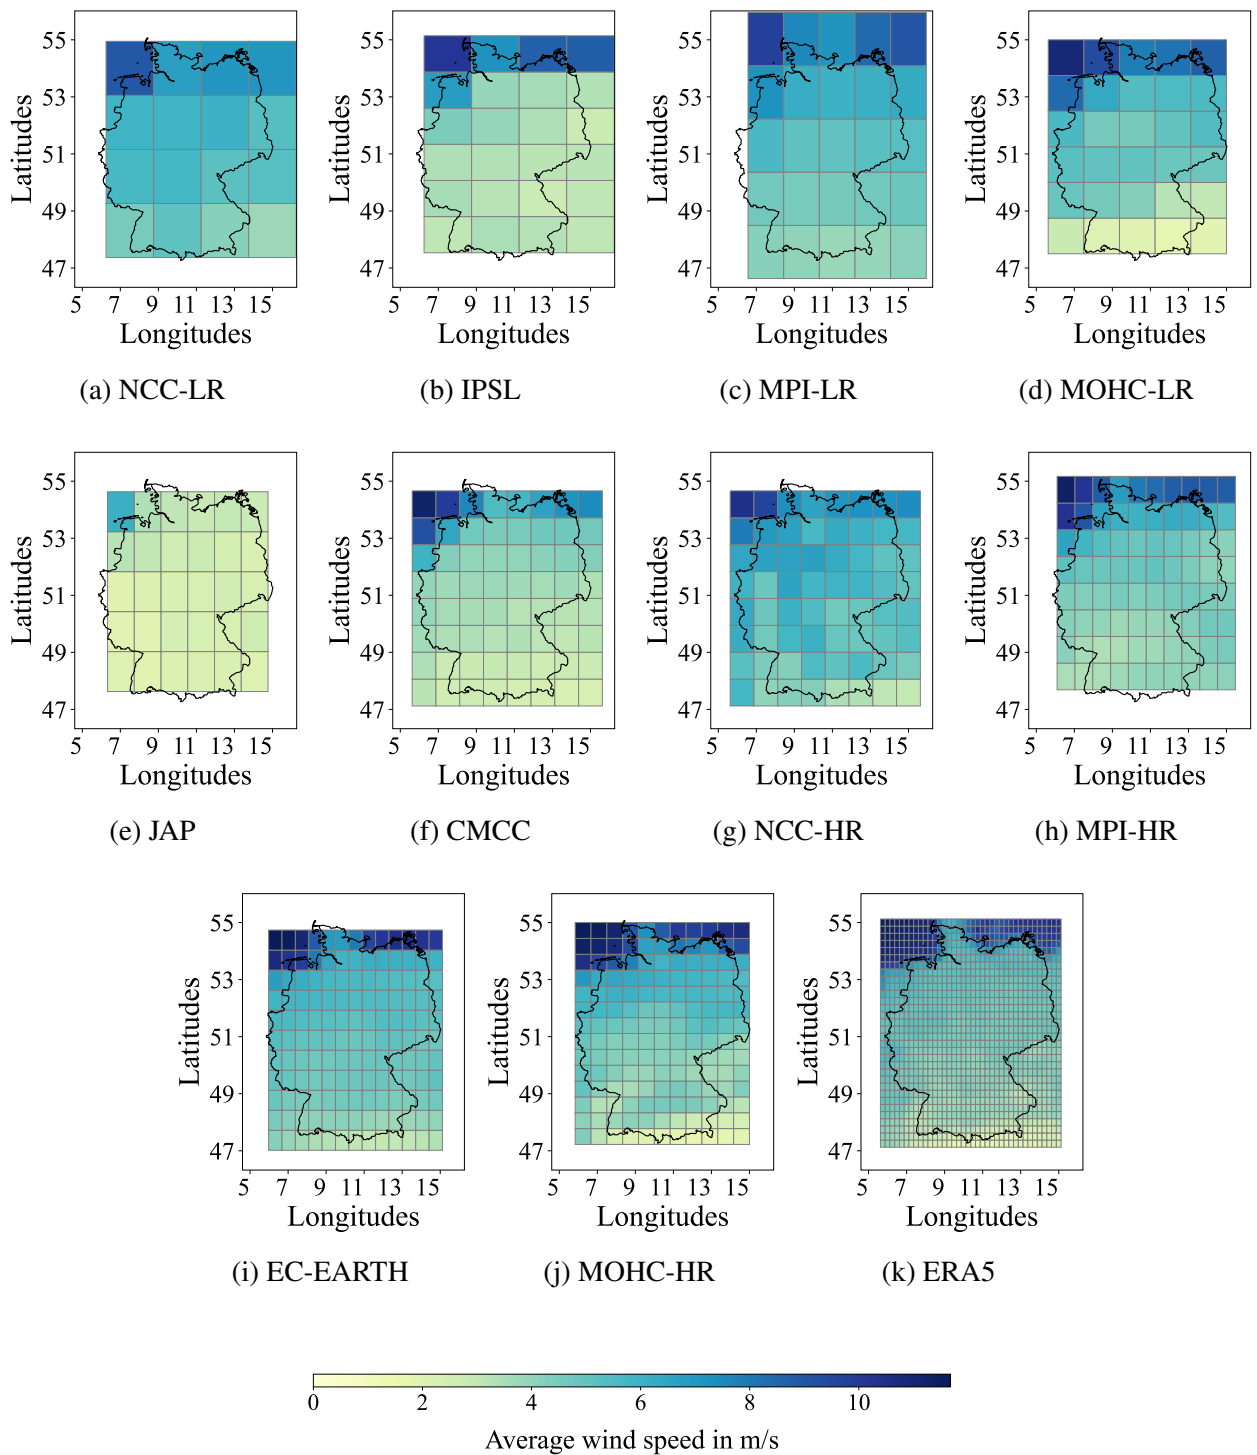 55
53
51
49
47
Latitudes
5 7 9 11 13 15
Longitudes
(a) NCC-LR
55
53
51
49
47
Latitudes
5 7 9 11 13 15
Longitudes
(b) IPSL
55
53
51
49
47
Latitudes
5 7 9 11 13 15
Longitudes
(c) MPI-LR
55
53
51
49
47
Latitudes
5 7 9 11 13 15
Longitudes
(d) MOHC-LR
55
53
51
49
47
Latitudes
5 7 9 11 13 15
Longitudes
(e) JAP
55
53
51
49
47
Latitudes
5 7 9 11 13 15
Longitudes
(f) CMCC
55
53
51
49
47
Latitudes
5 7 9 11 13 15
Longitudes
(g) NCC-HR
55
53
51
49
47
Latitudes
5 7 9 11 13 15
Longitudes
(h) MPI-HR
55
53
51
49
47
Latitudes
5 7 9 11 13 15
Longitudes
(i) EC-EARTH
55
53
51
49
47
Latitudes
5 7 9 11 13 15
Longitudes
(j) MOHC-HR
55
53
51
49
47
Latitudes
5 7 9 11 13 15
Longitudes
(k) ERA5
0 2 4 6 8 10
Average wind speed in m/s